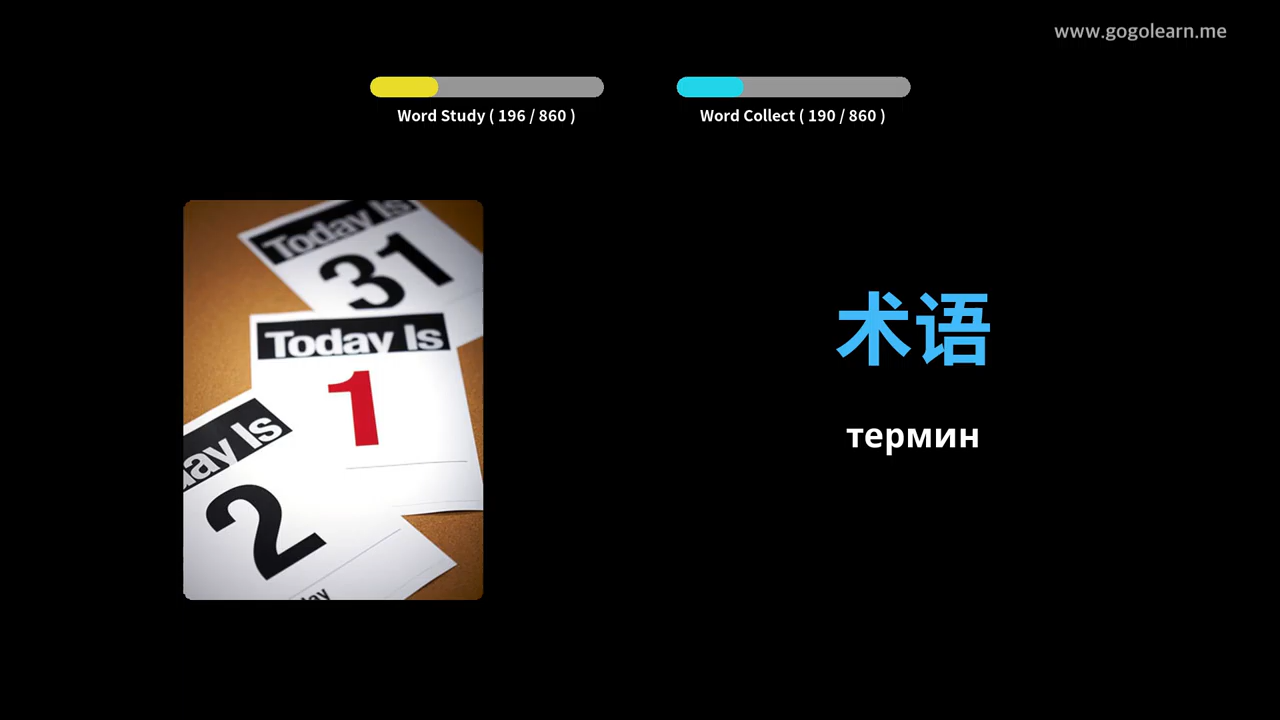 www.gogolearn.me
Word Study ( 196 / 860 )
Word Collect ( 190 / 860 )
Today Is
31
Today Is
1
ay Is
2
术语
термин